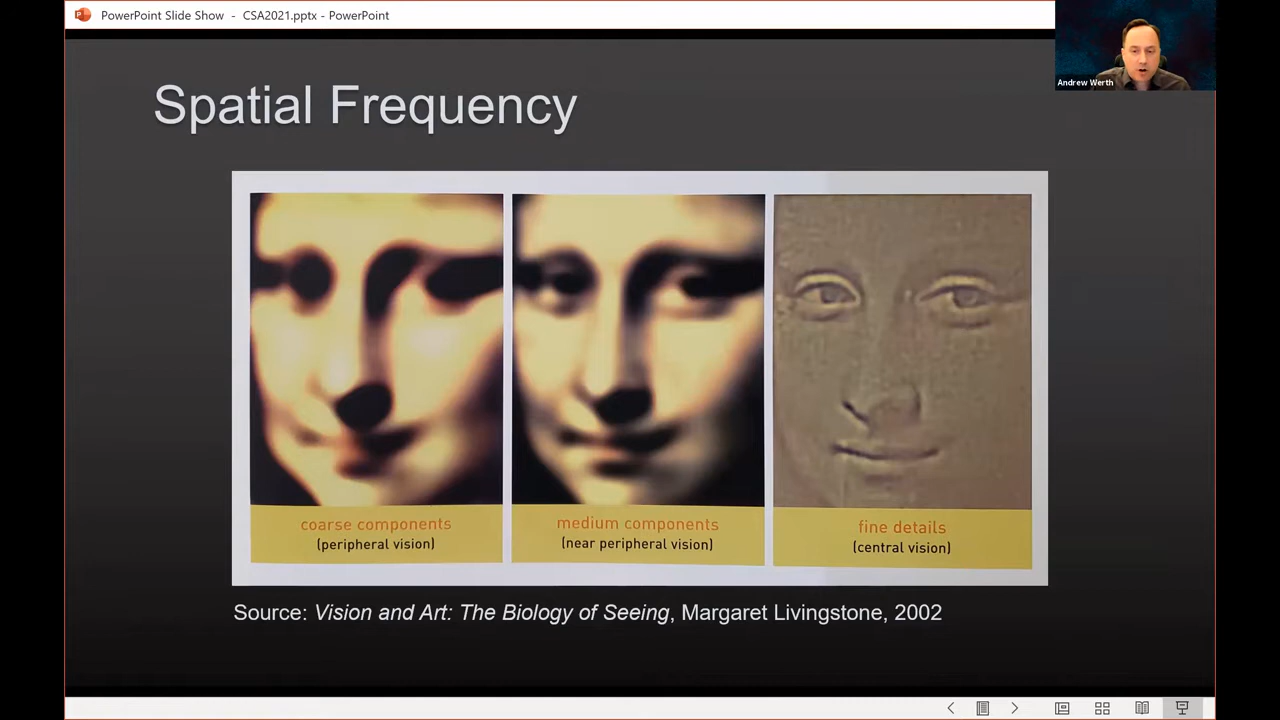 PowerPoint Slide Show - CSA2021.pptx - PowerPoint
Andrew Werth
Spatial Frequency
coarse components
(peripheral vision)
medium components
(near peripheral vision)
fine details
(central vision)
Source: Vision and Art: The Biology of Seeing, Margaret Livingstone, 2002